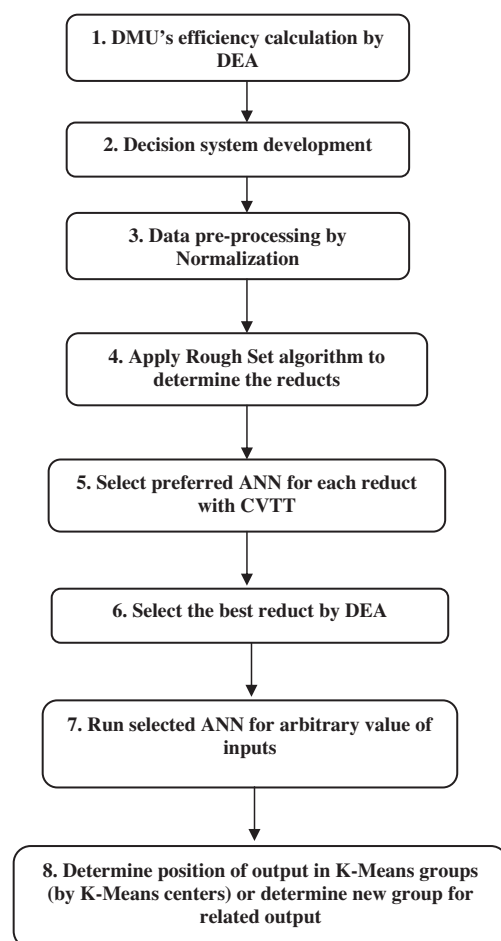 1. DMU's efficiency calculation by
DEA
2. Decision system development
3. Data pre-processing by
Normalization
4. Apply Rough Set algorithm to
determine the reducts
5. Select preferred ANN for each reduct
with CVTT
6. Select the best reduct by DEA
7. Run selected ANN for arbitrary value of
inputs
8. Determine position of output in K-Means groups
(by K-Means centers) or determine new group for
related output